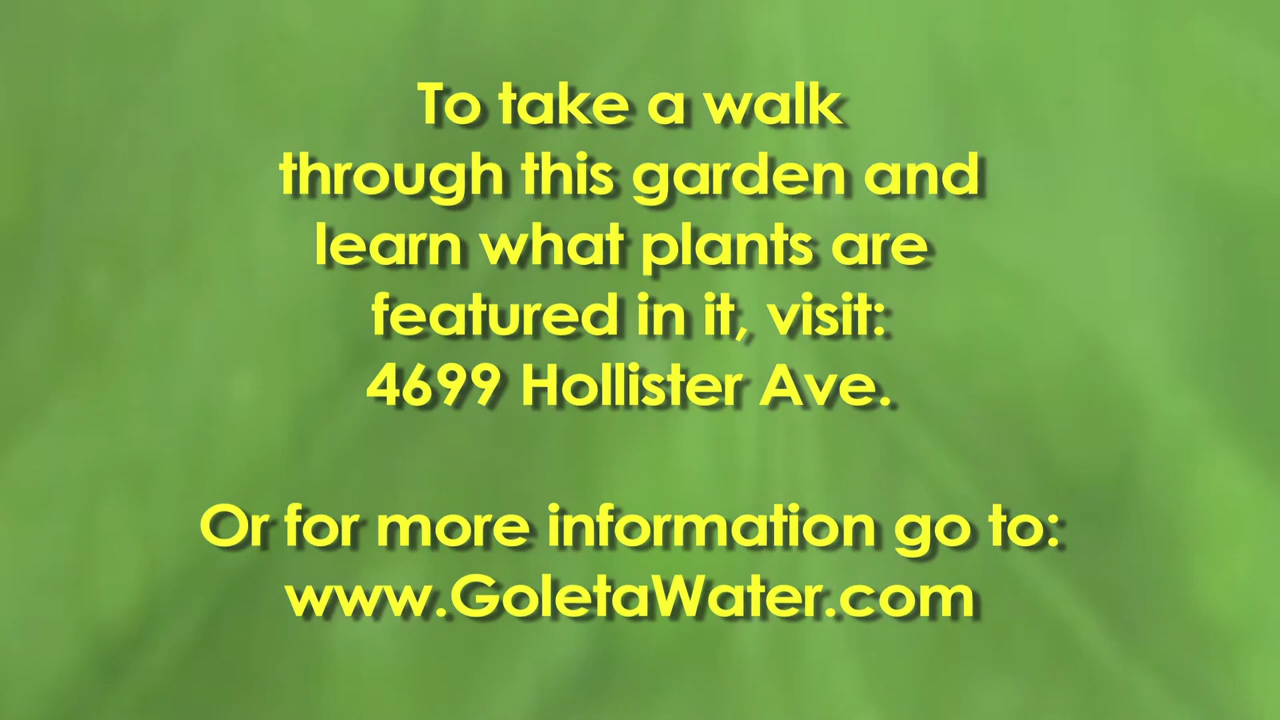 To take a walk
through this garden and
learn what plants are
featured in it, visit:
4699 Hollister Ave.
Or for more information go to:
www.GoletaWater.com